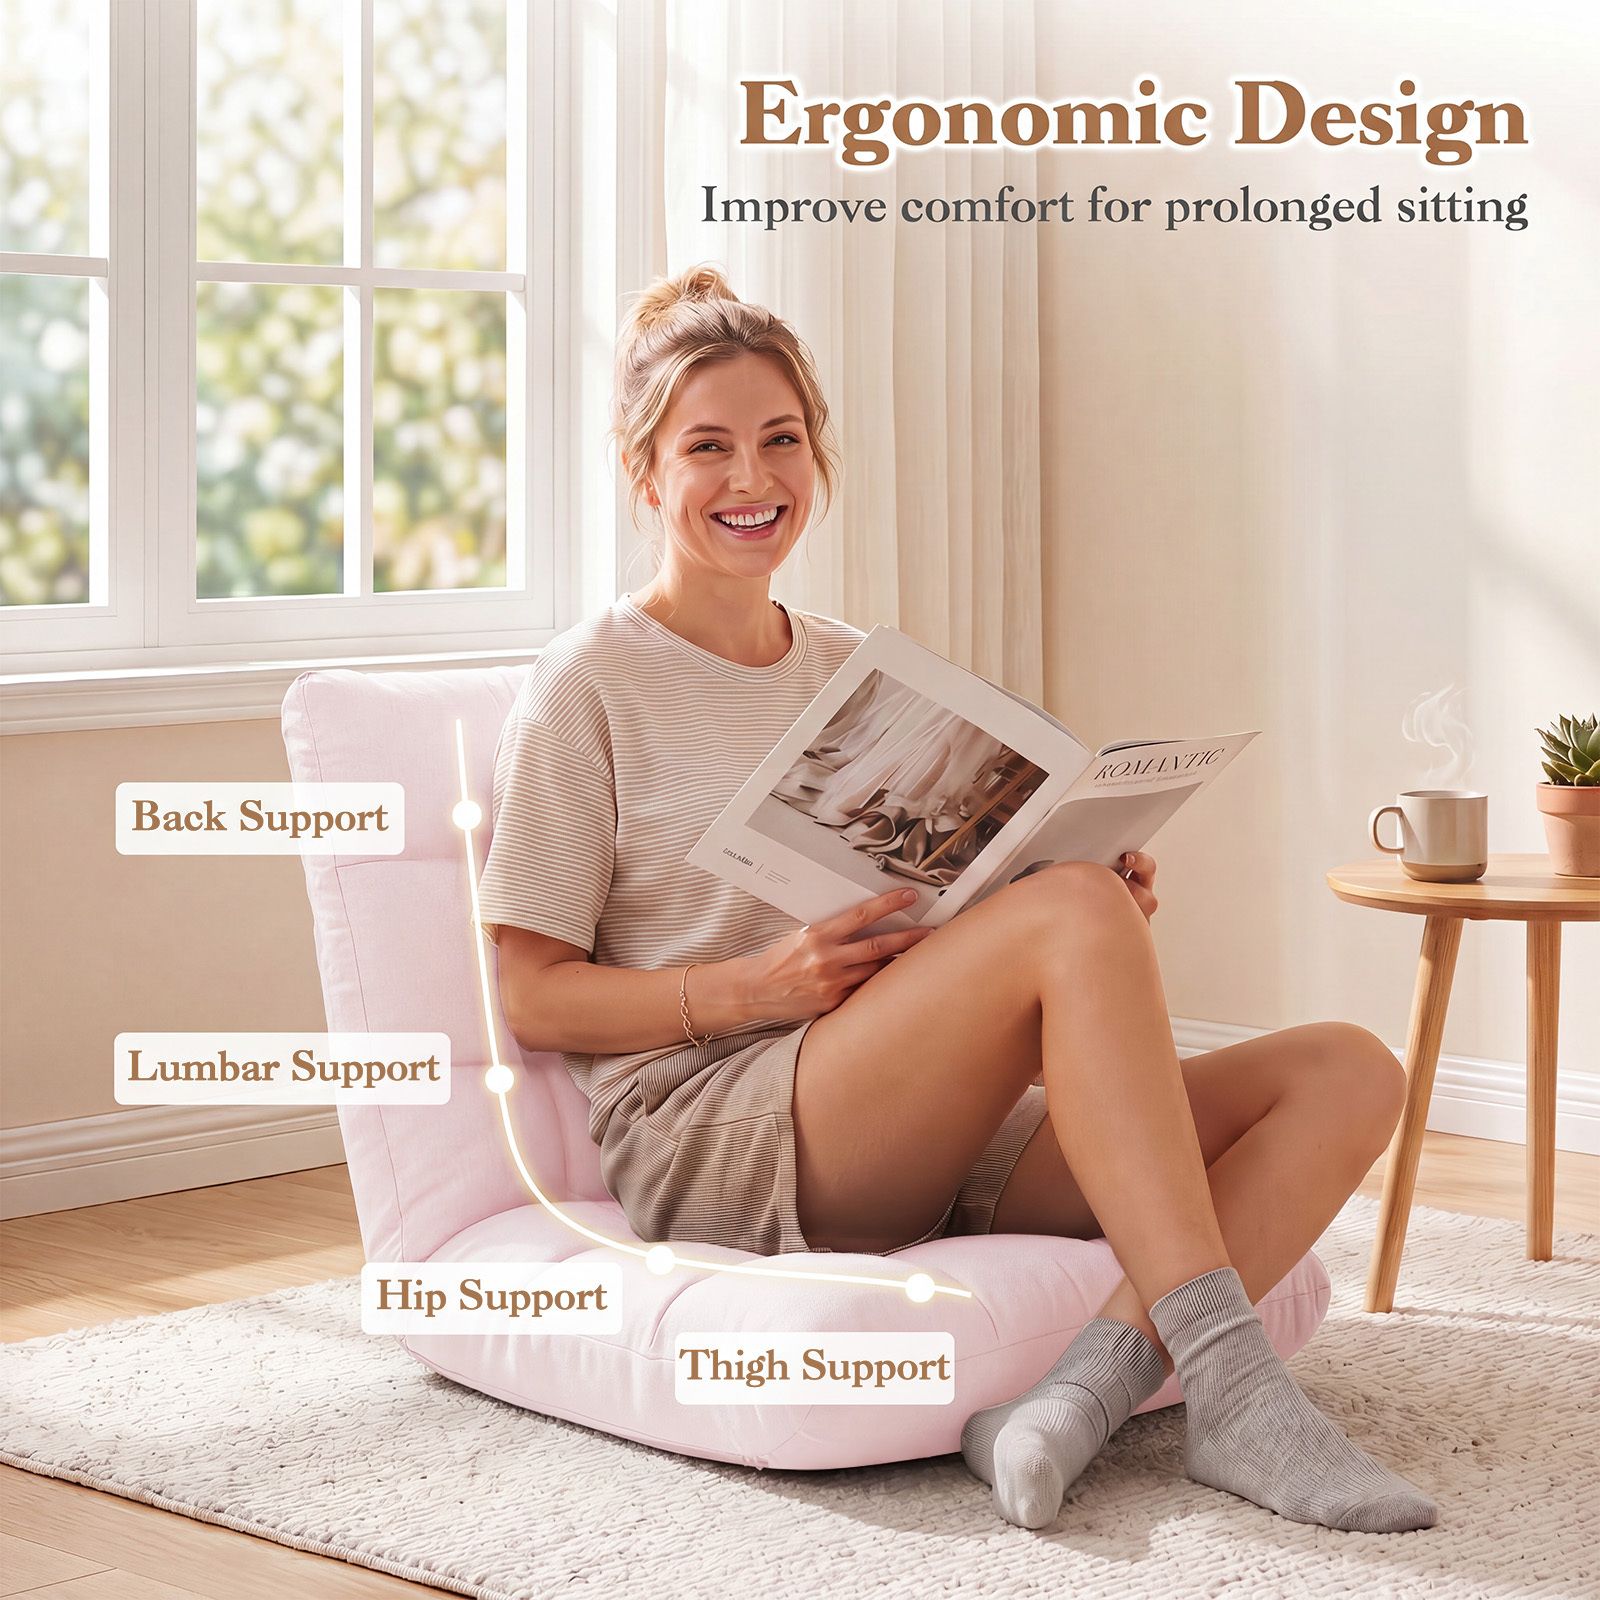 Ergonomic Design
Improve comfort for prolonged sitting
ROMANTIC
Back Support
Lumbar Support
Hip Support
Thigh Support